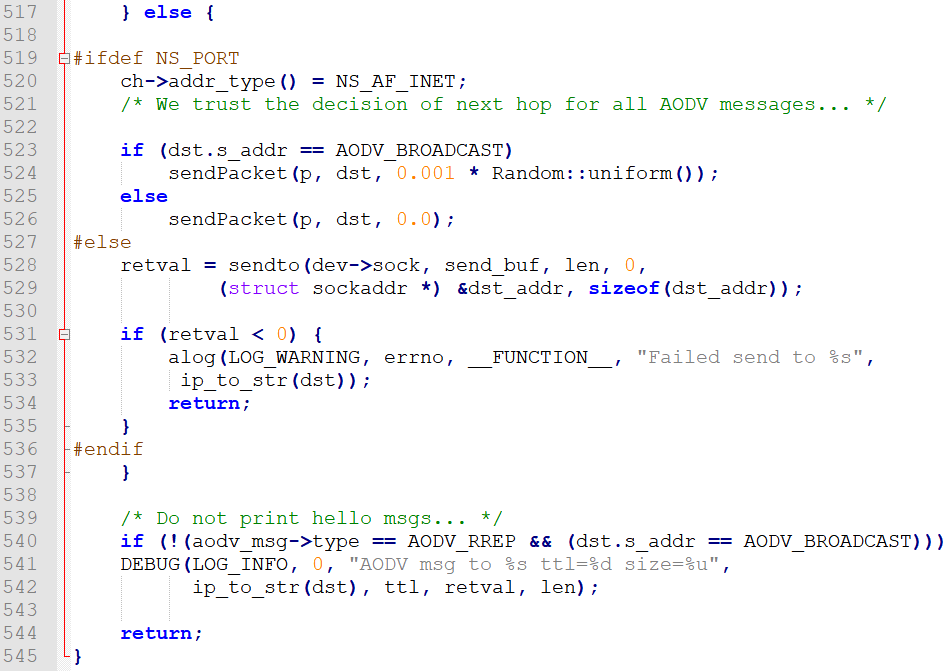 517     } else {
518
519 #ifdef NS_PORT
520     ch->addr_type() = NS_AF_INET;
521     /* We trust the decision of next hop for all AODV messages... */
522
523     if (dst.s_addr == AODV_BROADCAST)
524         sendPacket(p, dst, 0.001 * Random::uniform());
525     else
526         sendPacket(p, dst, 0.0);
527 #else
528     retval = sendto(dev->sock, send_buf, len, 0,
529             (struct sockaddr *) &dst_addr, sizeof(dst_addr));
530
531     if (retval < 0) {
532         alog(LOG_WARNING, errno, __FUNCTION__, "Failed send to %s",
533          ip_to_str(dst));
534         return;
535     }
536 #endif
537     }
538
539     /* Do not print hello msgs... */
540     if (!(aodv_msg->type == AODV_RREP && (dst.s_addr == AODV_BROADCAST)))
541     DEBUG(LOG_INFO, 0, "AODV msg to %s ttl=%d size=%u",
542           ip_to_str(dst), ttl, retval, len);
543
544     return;
545 }